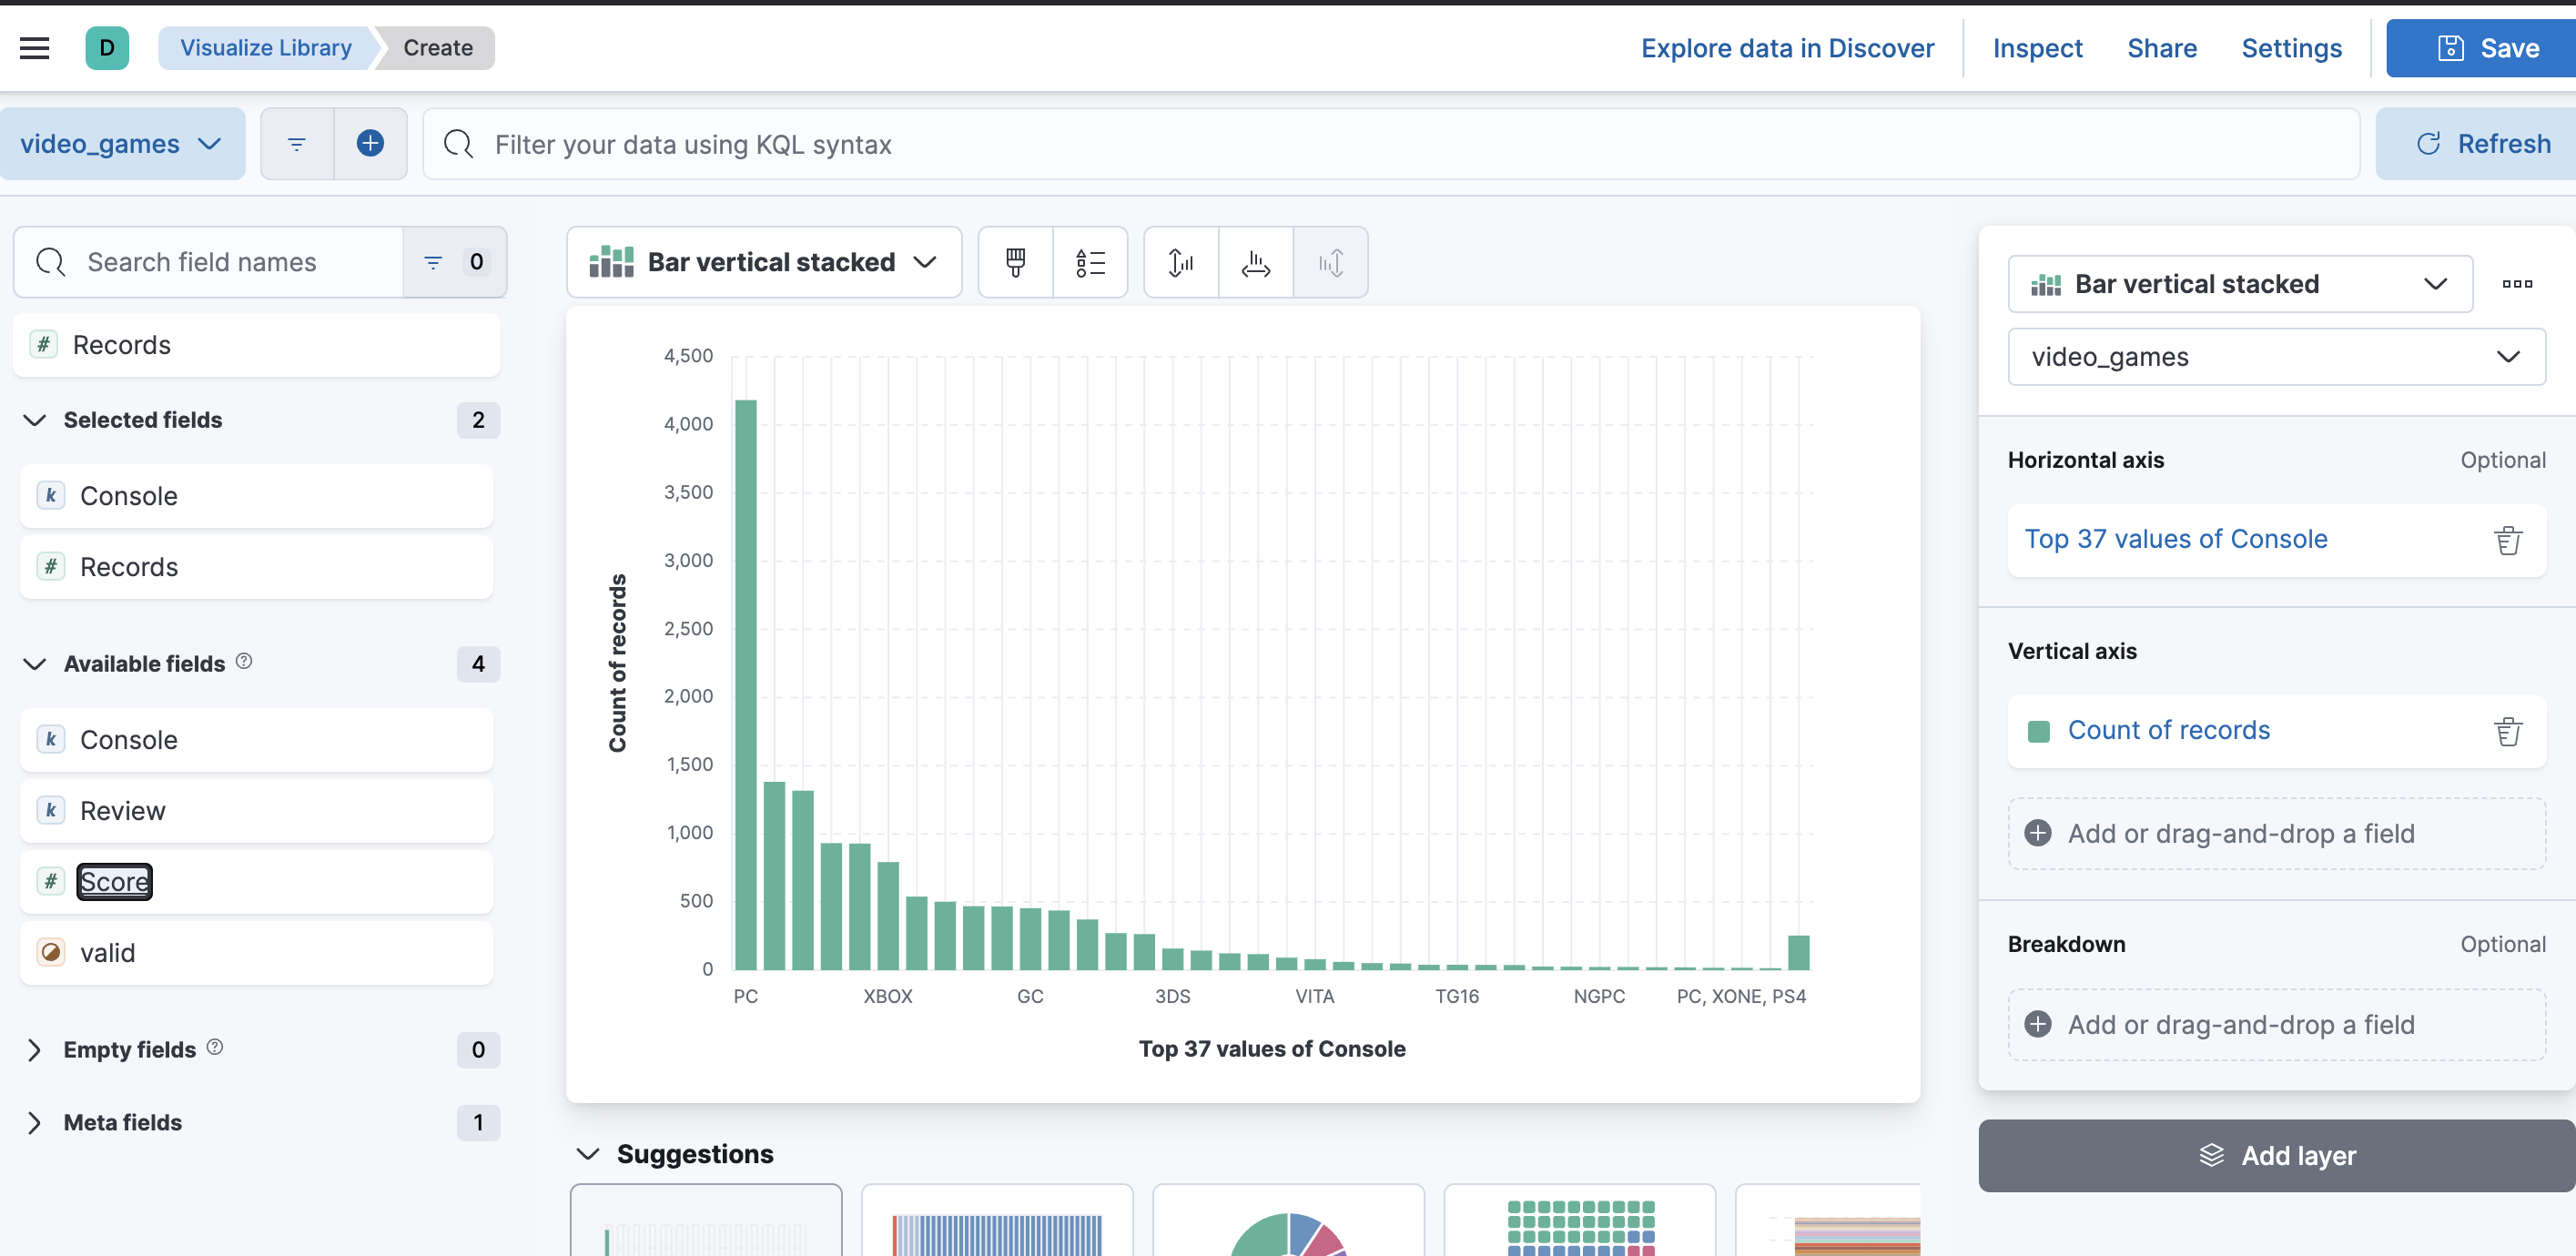 D Visualize Library Create Explore data in Discover Inspect Share Settings Save
video_games Filter your data using KQL syntax Refresh
Search field names 0
Records
Selected fields 2
k Console
# Records
Available fields 4
k Console
k Review
# Score
valid
Empty fields 0
Meta fields 1
Bar vertical stacked
4,500
4,000
3,500
3,000
2,500
2,000
1,500
1,000
500
0
Count of records
PC XBOX GC 3DS VITA TG16 NGPC PC, XONE, PS4
Top 37 values of Console
Suggestions
Bar vertical stacked
video_games
Horizontal axis Optional
Top 37 values of Console
Vertical axis
Count of records
Add or drag-and-drop a field
Breakdown Optional
Add or drag-and-drop a field
Add layer